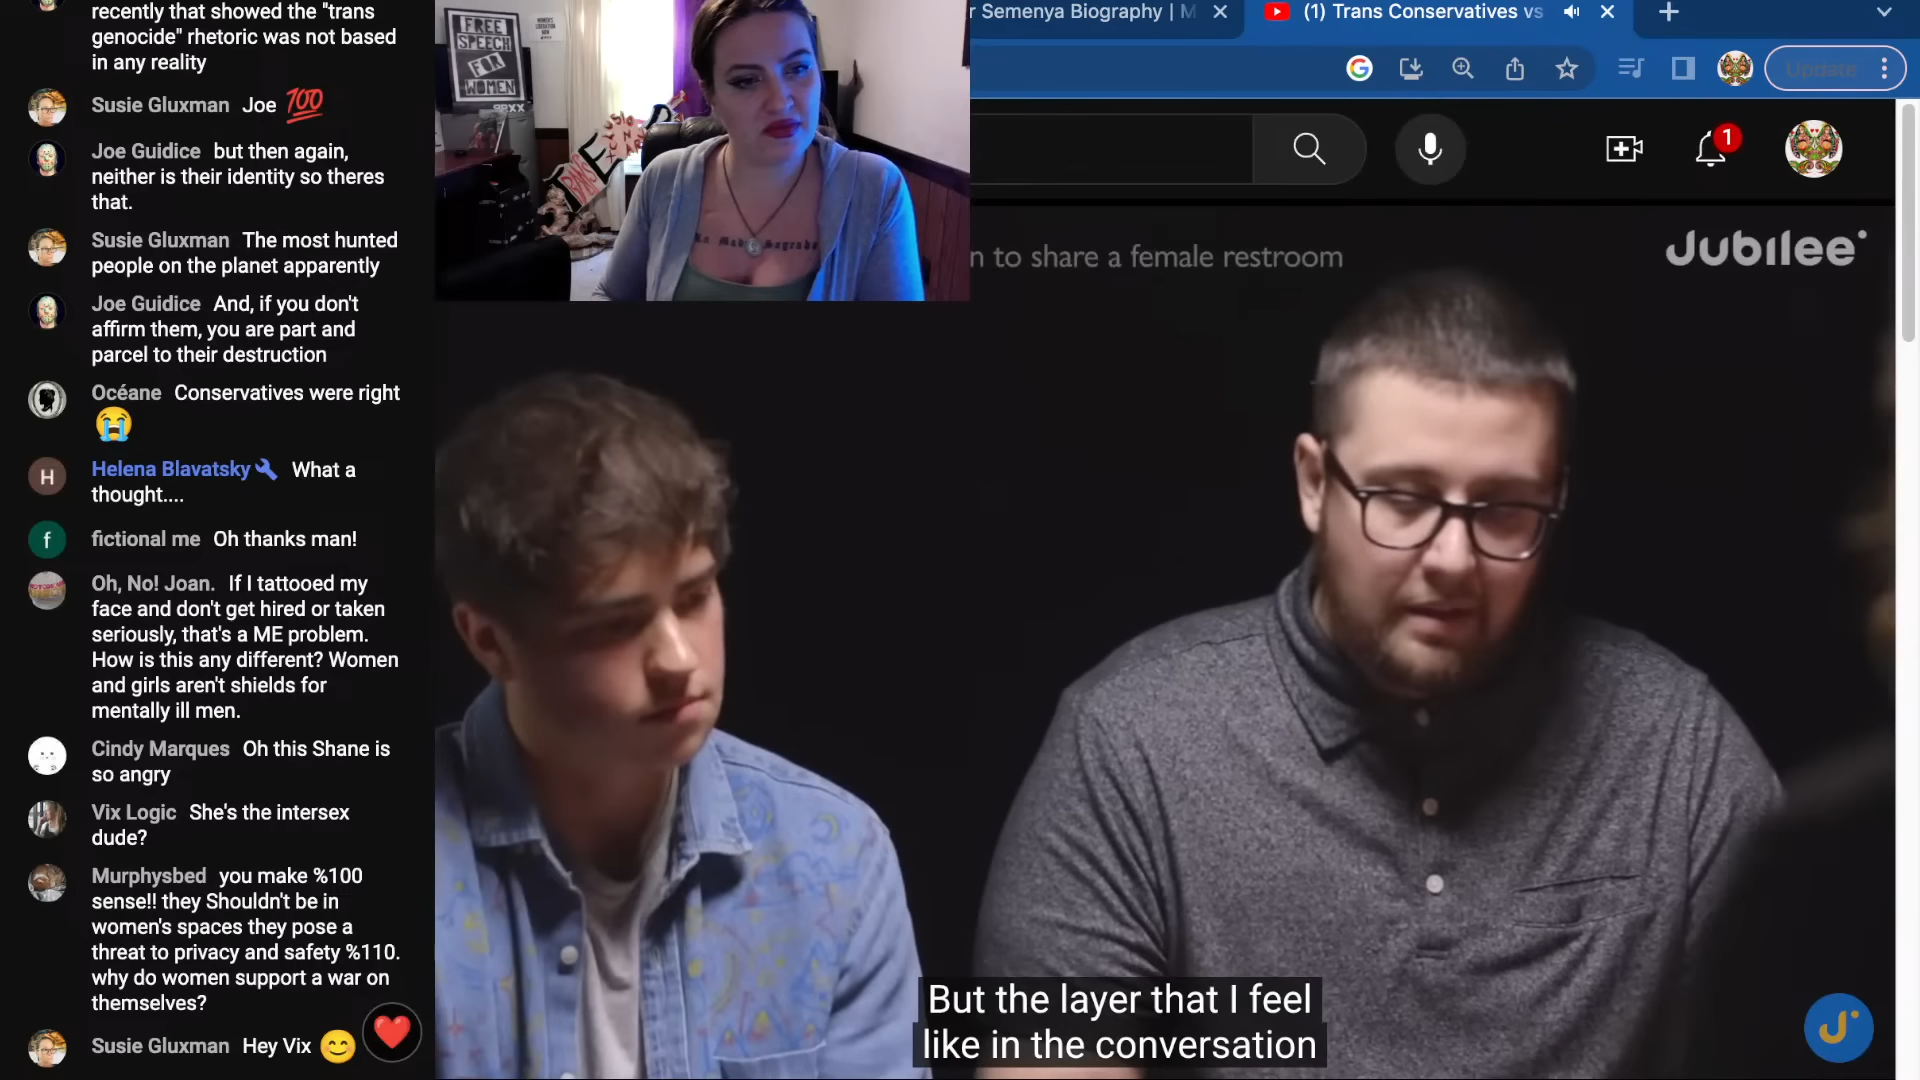 recently that showed the "trans
genocide" rhetoric was not based
in any reality
Susie Gluxman Joe 💯
Joe Guidice but then again,
neither is their identity so theres
that.
Susie Gluxman The most hunted
people on the planet apparently
Joe Guidice And, if you don't
affirm them, you are part and
parcel to their destruction
Océane Conservatives were right
😭
H
Helena Blavatsky🔧 What a
thought....
f
fictional me Oh thanks man!
Oh, No! Joan. If I tattooed my
face and don't get hired or taken
seriously, that's a ME problem.
How is this any different? Women
and girls aren't shields for
mentally ill men.
Cindy Marques Oh this Shane is
so angry
Vix Logic She's the intersex
dude?
Murphysbed you make %100
sense!! they Shouldn't be in
women's spaces they pose a
threat to privacy and safety %110.
why do women support a war on
themselves?
Susie Gluxman Hey Vix 😊
FREE
SPEECH
FOR
WOMEN
r Semenya Biography | M
(1) Trans Conservatives vs
Update
1
n to share a female restroom
Jubilee
But the layer that I feel
like in the conversation